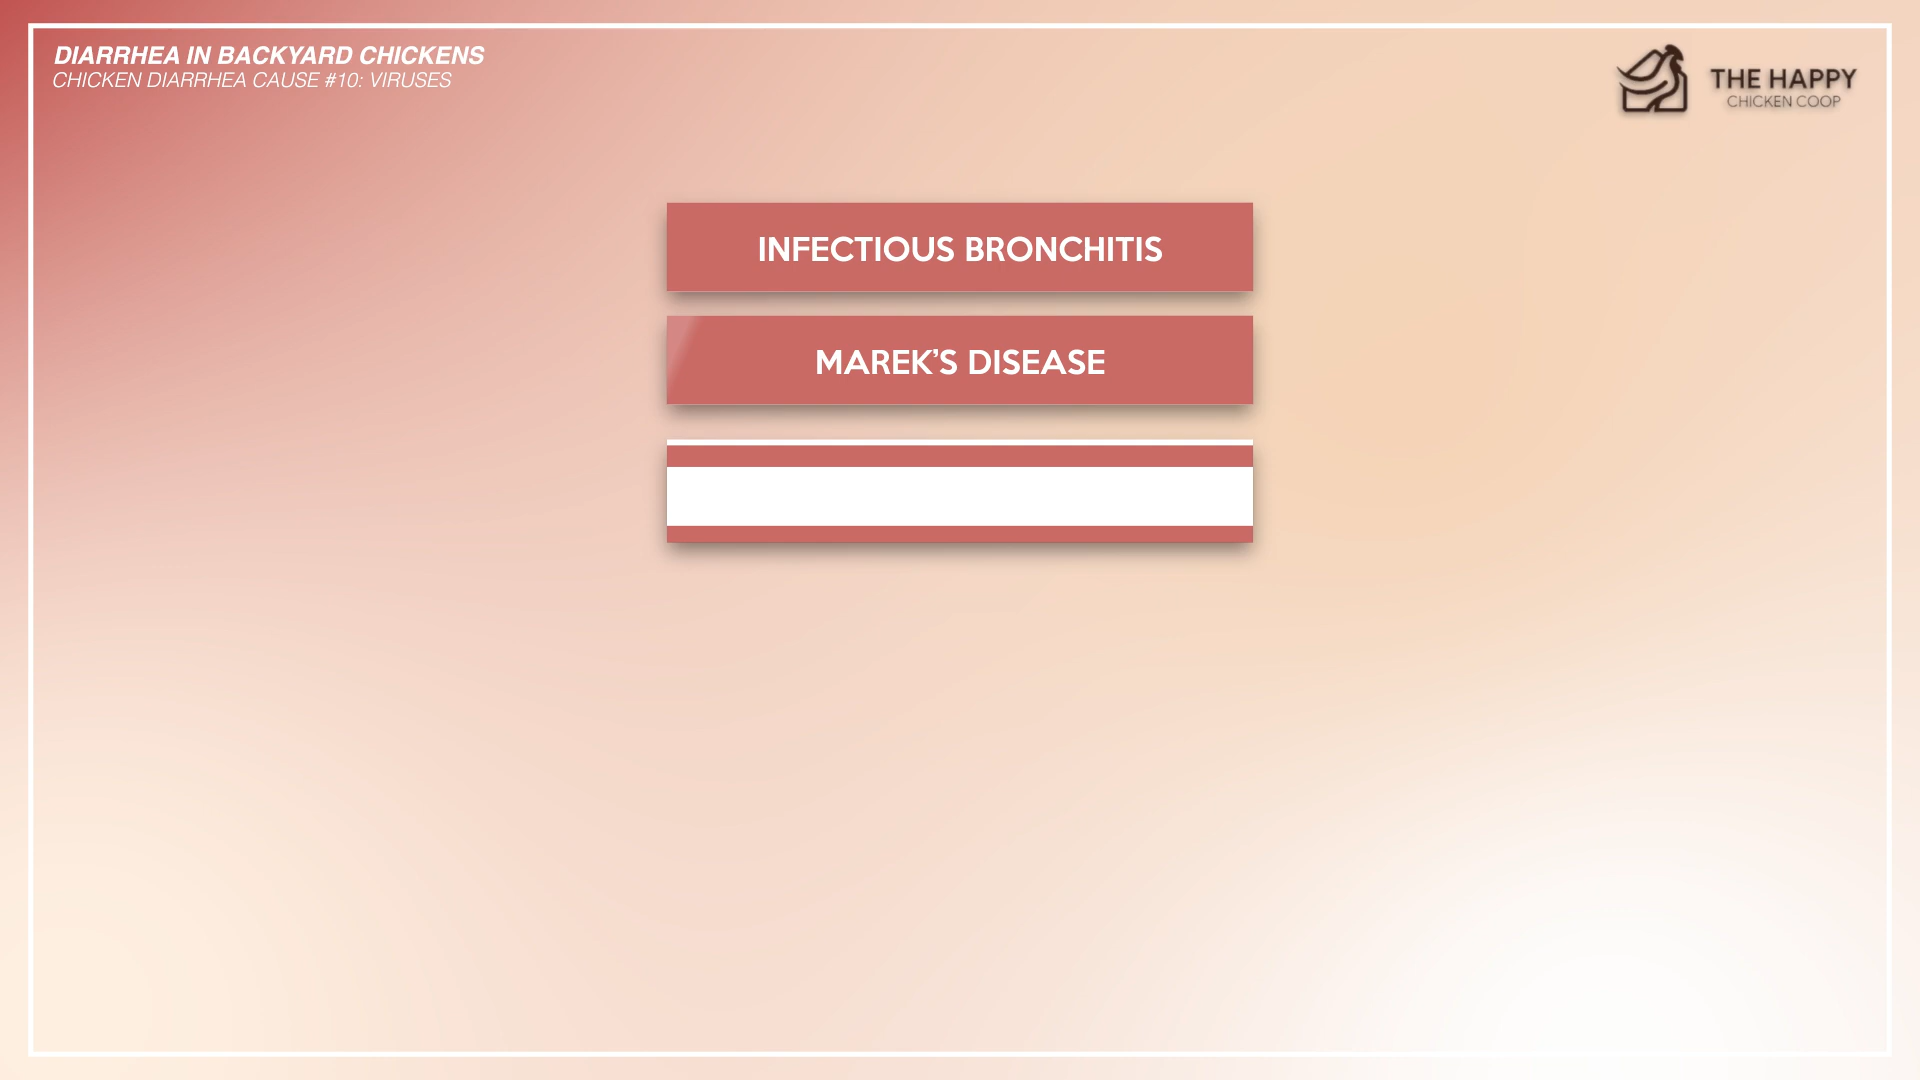 DIARRHEA IN BACKYARD CHICKENS
CHICKEN DIARRHEA CAUSE #10: VIRUSES
THE HAPPY
CHICKEN COOP
INFECTIOUS BRONCHITIS
MAREK’S DISEASE